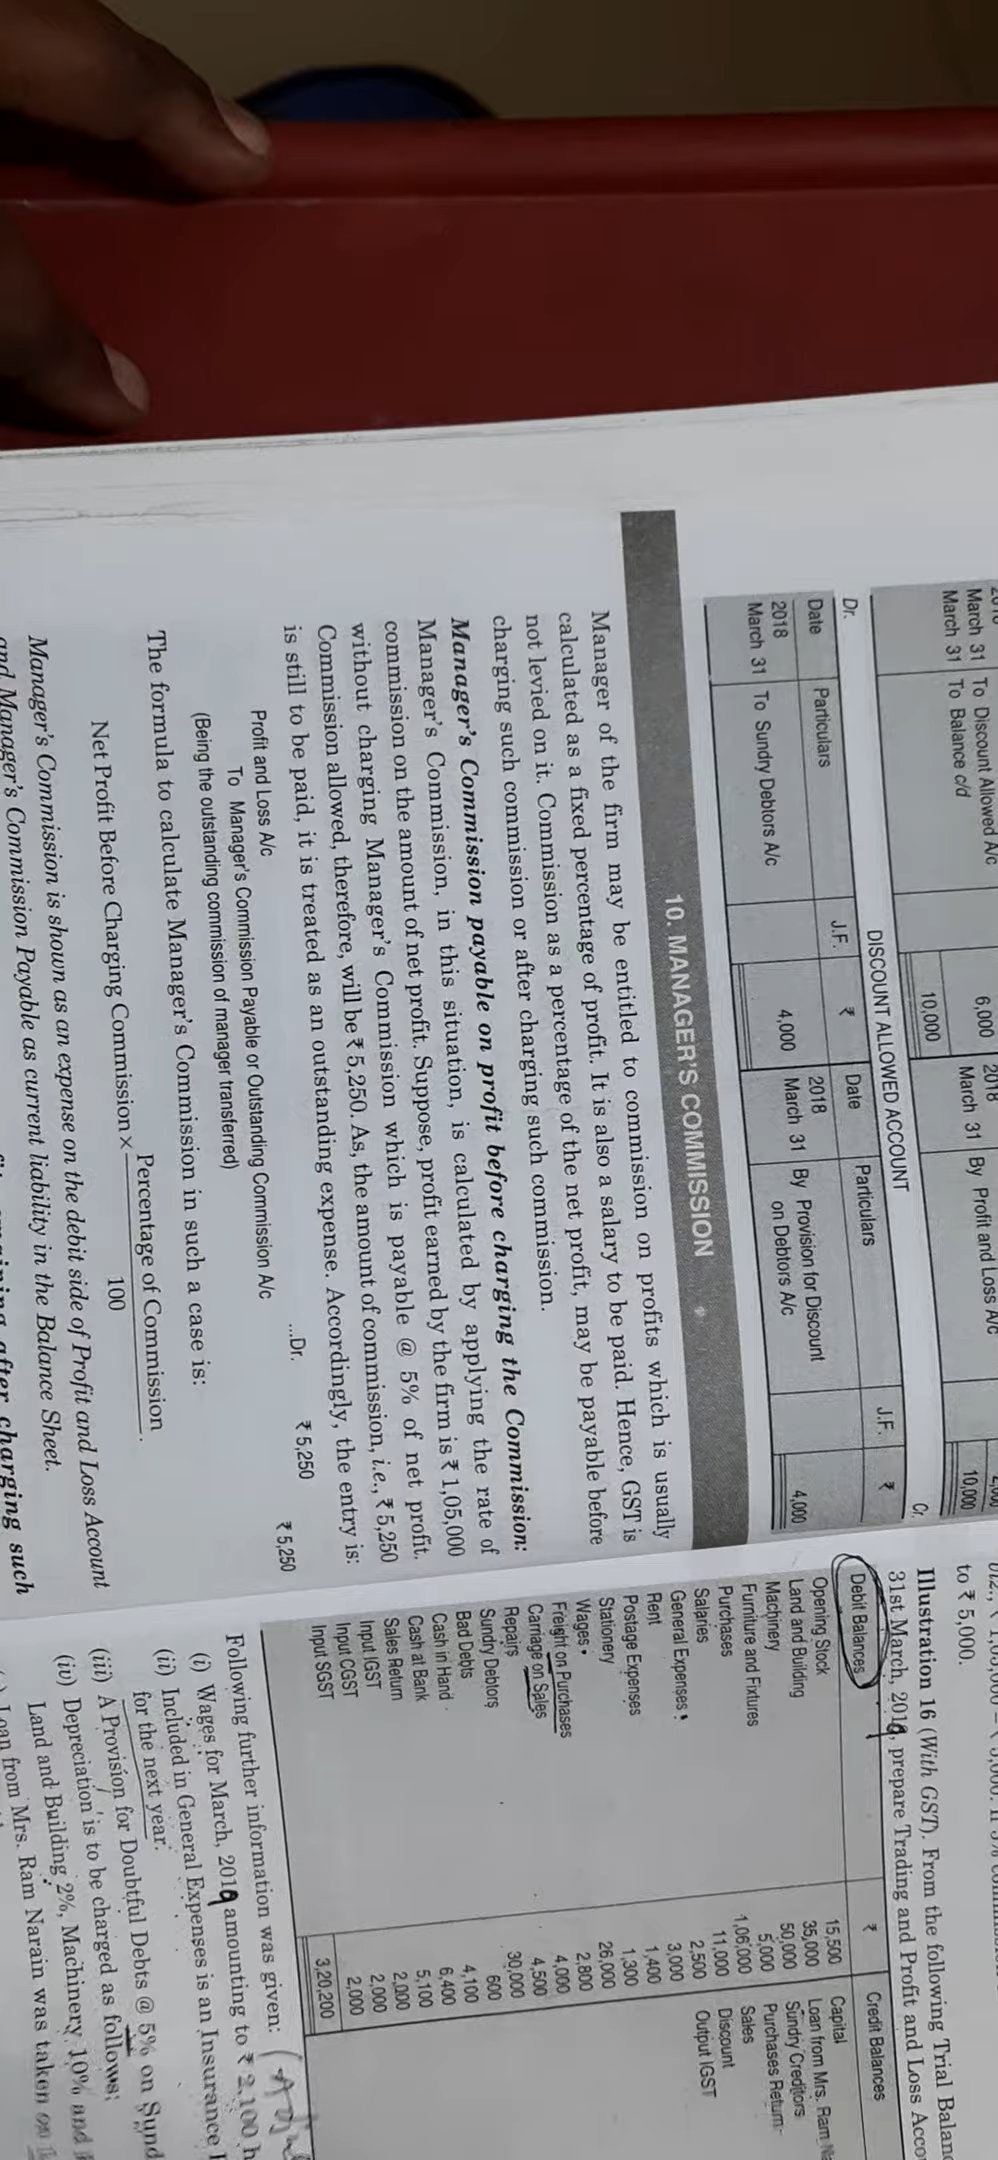 March 31 To Discount Allowed A/c 6,000 2018
March 31 To Balance c/d March 31 By Profit and Loss A/c
10,000 10,000
DISCOUNT ALLOWED ACCOUNT
Dr. Cr.
Date Particulars J.F. ₹ Date Particulars J.F. ₹
2018 2018
March 31 To Sundry Debtors A/c 4,000 March 31 By Provision for Discount
on Debtors A/c 4,000
10. MANAGER'S COMMISSION
Manager of the firm may be entitled to commission on profits which is usually
calculated as a fixed percentage of profit. It is also a salary to be paid. Hence, GST is
not levied on it. Commission as a percentage of the net profit, may be payable before
charging such commission or after charging such commission.
Manager's Commission payable on profit before charging the Commission:
Manager's Commission, in this situation, is calculated by applying the rate of
commission on the amount of net profit. Suppose, profit earned by the firm is ₹ 1,05,000
without charging Manager's Commission which is payable @ 5% of net profit.
Commission allowed, therefore, will be ₹ 5,250. As, the amount of commission, i.e., ₹ 5,250
is still to be paid, it is treated as an outstanding expense. Accordingly, the entry is:
Profit and Loss A/c ...Dr. ₹ 5,250
To Manager's Commission Payable or Outstanding Commission A/c ₹ 5,250
(Being the outstanding commission of manager transferred)
The formula to calculate Manager's Commission in such a case is:
Net Profit Before Charging Commission × Percentage of Commission / 100 .
Manager's Commission is shown as an expense on the debit side of Profit and Loss Account
and Manager's Commission Payable as current liability in the Balance Sheet.
after charging such
to ₹ 5,000.
Illustration 16 (With GST). From the following Trial Balanc
31st March, 2019, prepare Trading and Profit and Loss Acco
Debit Balances ₹ Credit Balances
Opening Stock 15,500 Capital
Land and Building 35,000 Loan from Mrs. Ram Na
Machinery 50,000 Sundry Creditors
Furniture and Fixtures 5,000 Purchases Return
Purchases 1,06,000 Sales
Salaries 11,000 Discount
General Expenses 2,500 Output IGST
Rent 3,000
Postage Expenses 1,400
Stationery 1,300
Wages 26,000
Freight on Purchases 2,800
Carriage on Sales 4,000
Repairs 4,500
Sundry Debtors 30,000
Bad Debts 600
Cash in Hand 4,100
Cash at Bank 6,400
Sales Return 5,100
Input IGST 2,000
Input CGST 2,000
Input SGST 2,000
3,20,200
Following further information was given:
(i) Wages for March, 2019 amounting to ₹ 2,100 h
(ii) Included in General Expenses is an Insurance
for the next year.
(iii) A Provision for Doubtful Debts @ 5% on Sund
(iv) Depreciation is to be charged as follows:
Land and Building 2%, Machinery 10% and
Loan from Mrs. Ram Narain was taken on